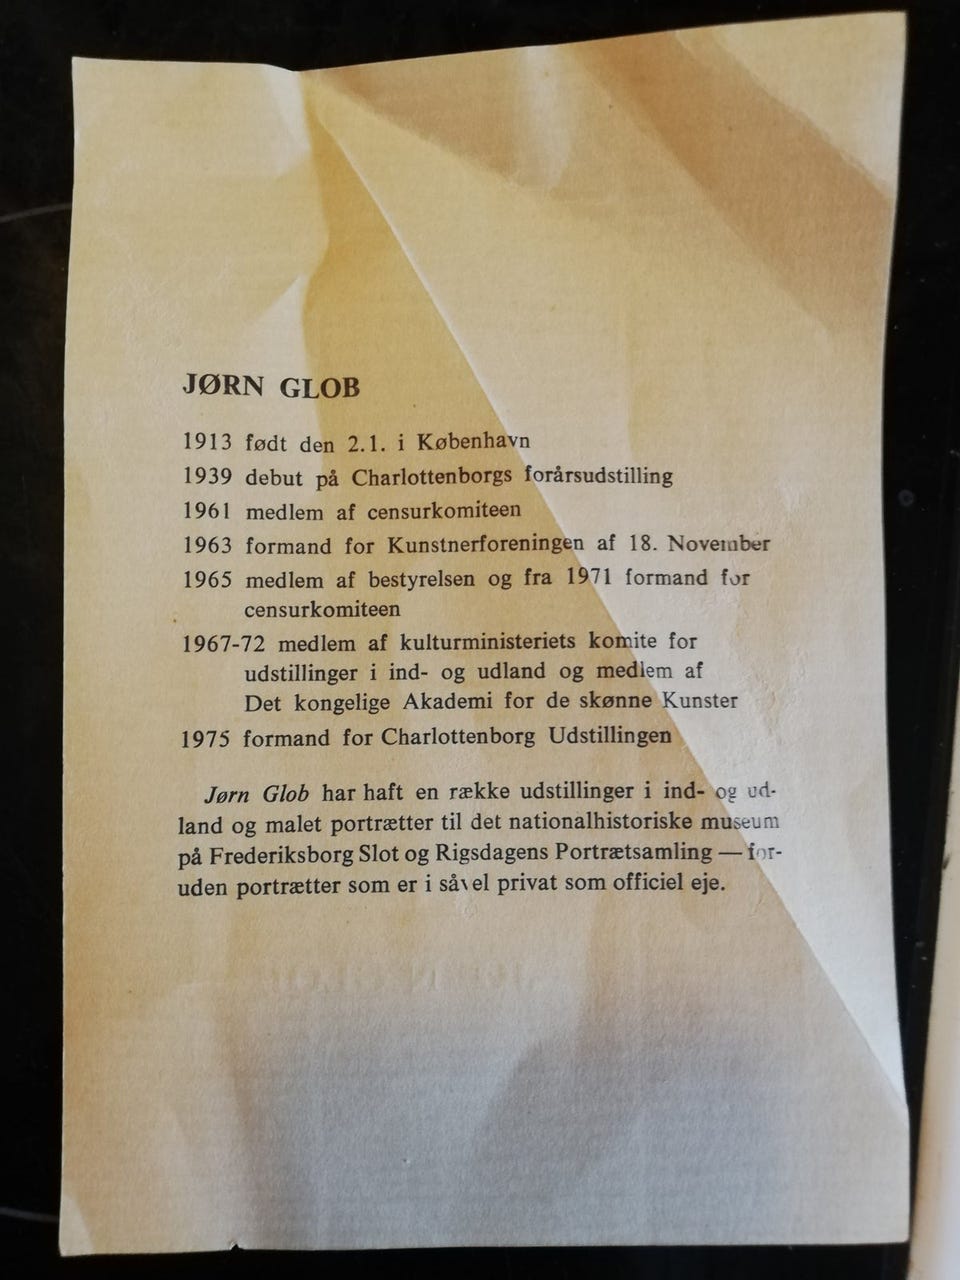 JØRN GLOB
1913 født den 2.1. i København
1939 debut på Charlottenborgs forårsudstilling
1961 medlem af censurkomiteen
1963 formand for Kunstnerforeningen af 18. November
1965 medlem af bestyrelsen og fra 1971 formand for
censurkomiteen
1967-72 medlem af kulturministeriets komite for
udstillinger i ind- og udland og medlem af
Det kongelige Akademi for de skønne Kunster
1975 formand for Charlottenborg Udstillingen
Jørn Glob har haft en række udstillinger i ind- og ud-
land og malet portrætter til det nationalhistoriske museum
på Frederiksborg Slot og Rigsdagens Portrætsamling — for-
uden portrætter som er i såvel privat som officiel eje.